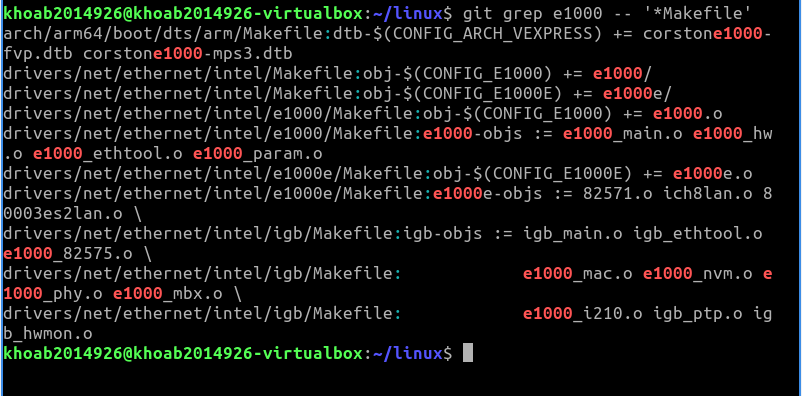 khoab2014926@khoab2014926-virtualbox:~/linux$ git grep e1000 -- '*Makefile'
arch/arm64/boot/dts/arm/Makefile:dtb-$(CONFIG_ARCH_VEXPRESS) += corstone1000-
fvp.dtb corstone1000-mps3.dtb
drivers/net/ethernet/intel/Makefile:obj-$(CONFIG_E1000) += e1000/
drivers/net/ethernet/intel/Makefile:obj-$(CONFIG_E1000E) += e1000e/
drivers/net/ethernet/intel/e1000/Makefile:obj-$(CONFIG_E1000) += e1000.o
drivers/net/ethernet/intel/e1000/Makefile:e1000-objs := e1000_main.o e1000_hw
.o e1000_ethtool.o e1000_param.o
drivers/net/ethernet/intel/e1000e/Makefile:obj-$(CONFIG_E1000E) += e1000e.o
drivers/net/ethernet/intel/e1000e/Makefile:e1000e-objs := 82571.o ich8lan.o 8
0003es2lan.o \
drivers/net/ethernet/intel/igb/Makefile:igb-objs := igb_main.o igb_ethtool.o
e1000_82575.o \
drivers/net/ethernet/intel/igb/Makefile:            e1000_mac.o e1000_nvm.o e
1000_phy.o e1000_mbx.o \
drivers/net/ethernet/intel/igb/Makefile:            e1000_i210.o igb_ptp.o ig
b_hwmon.o
khoab2014926@khoab2014926-virtualbox:~/linux$